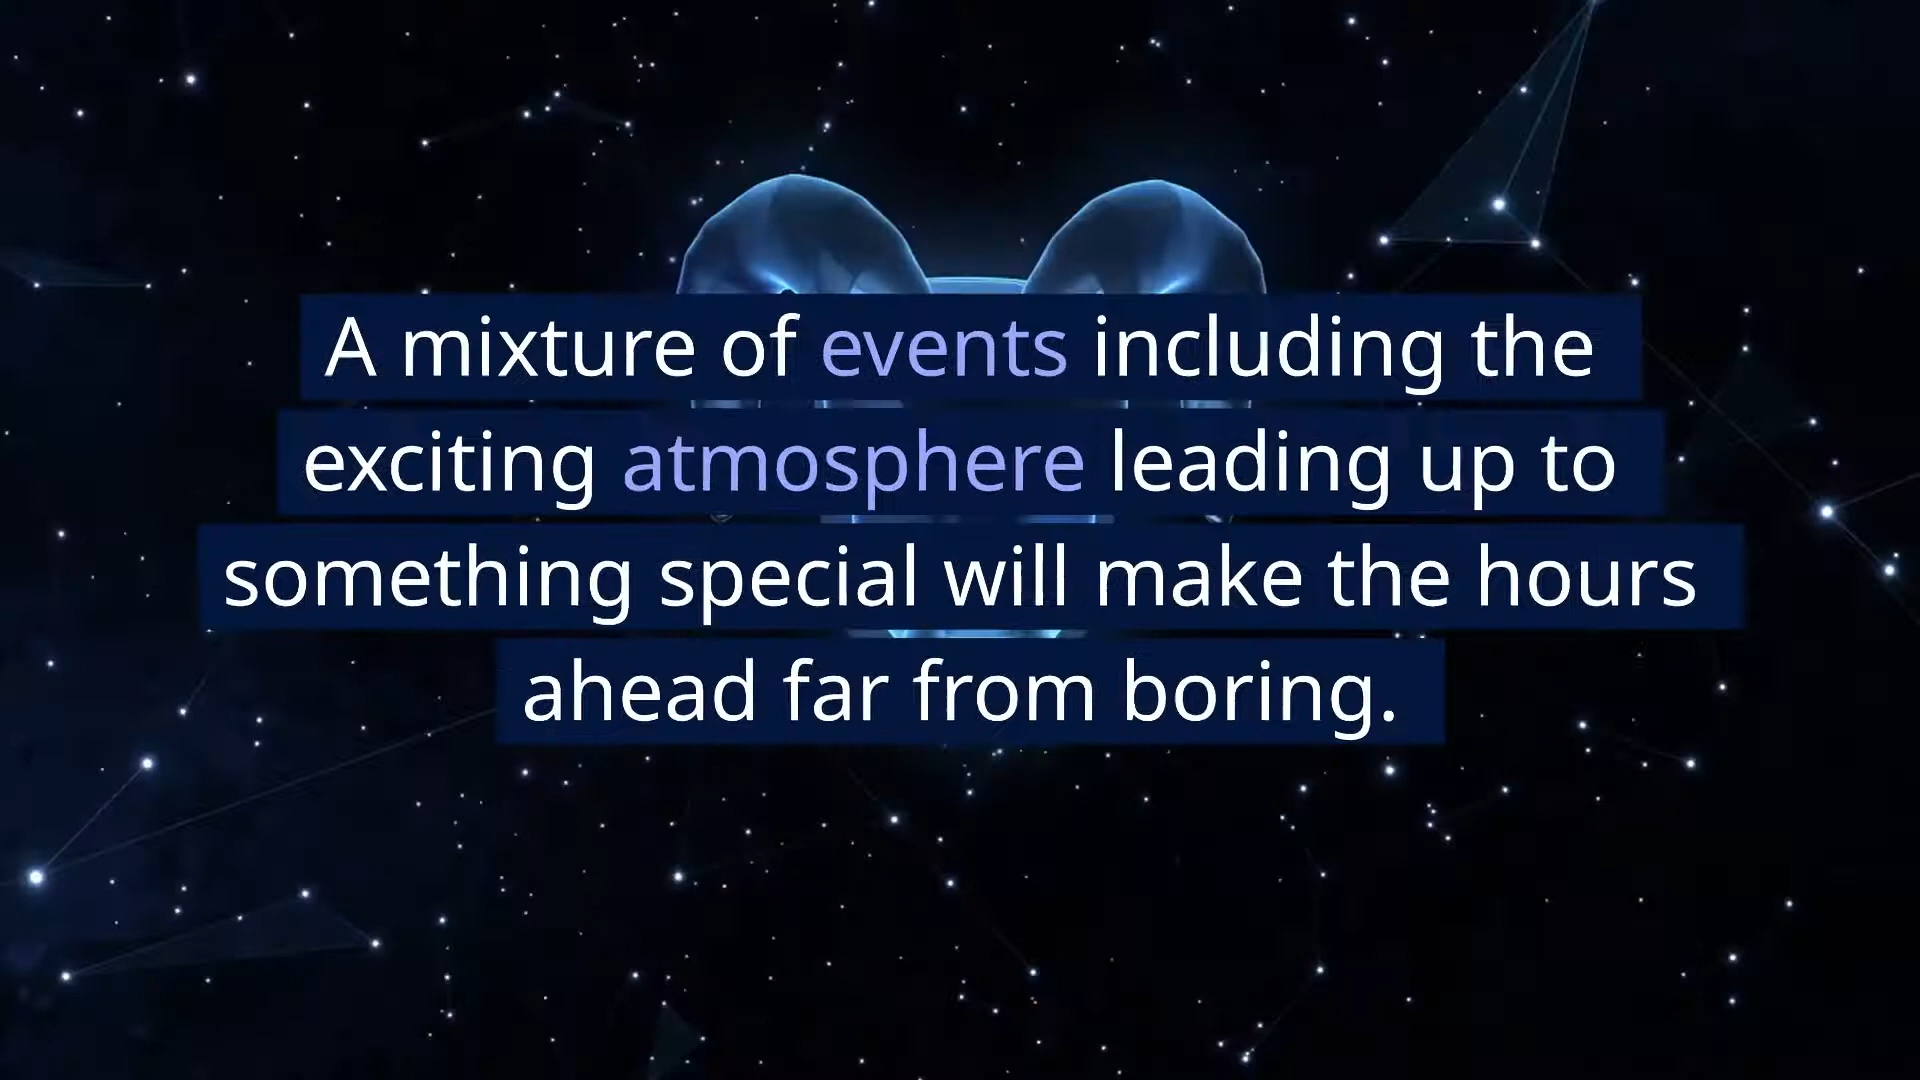 A mixture of events including the
exciting atmosphere leading up to
something special will make the hours
ahead far from boring.